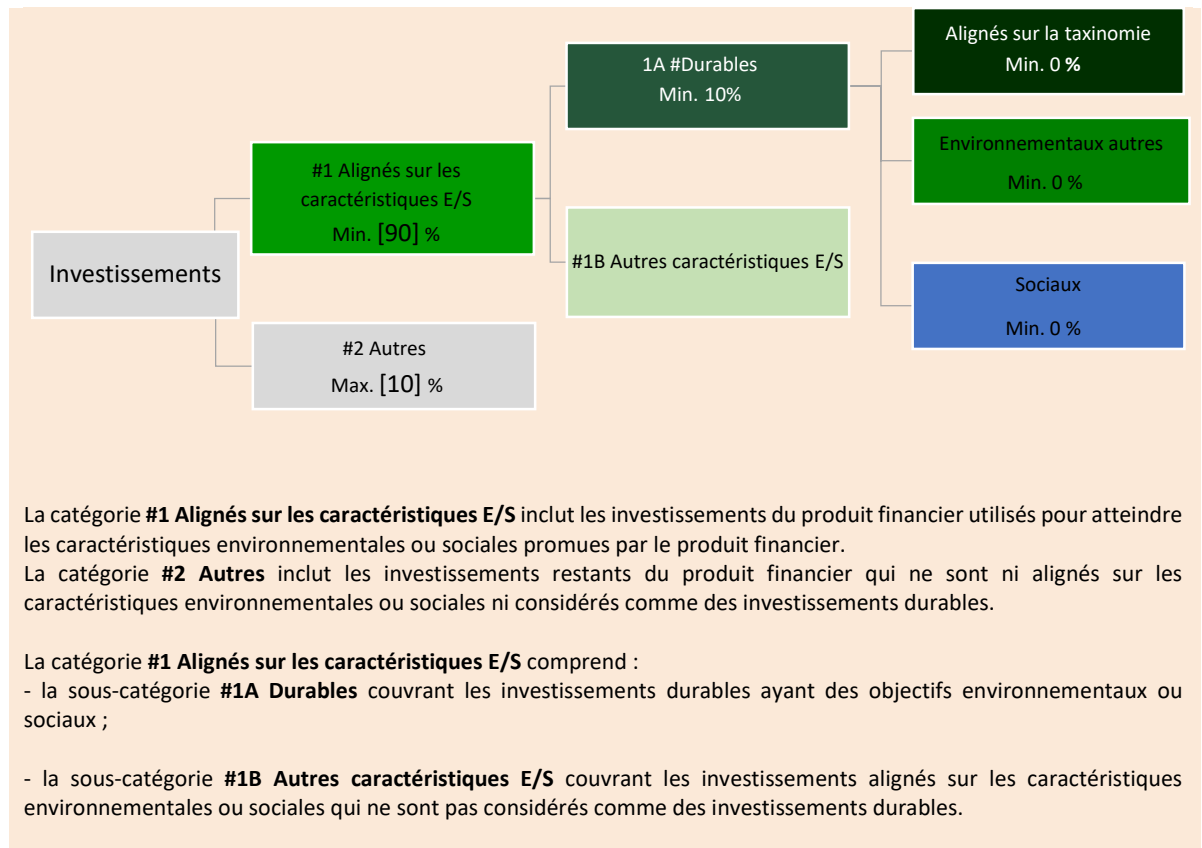 Investissements
#1 Alignés sur les
caractéristiques E/S
Min. [90] %
#2 Autres
Max. [10] %
1A #Durables
Min. 10%
#1B Autres caractéristiques E/S
Alignés sur la taxinomie
Min. 0 %
Environnementaux autres
Min. 0 %
Sociaux
Min. 0 %
La catégorie #1 Alignés sur les caractéristiques E/S inclut les investissements du produit financier utilisés pour atteindre
les caractéristiques environnementales ou sociales promues par le produit financier.
La catégorie #2 Autres inclut les investissements restants du produit financier qui ne sont ni alignés sur les
caractéristiques environnementales ou sociales ni considérés comme des investissements durables.
La catégorie #1 Alignés sur les caractéristiques E/S comprend :
- la sous-catégorie #1A Durables couvrant les investissements durables ayant des objectifs environnementaux ou
sociaux ;
- la sous-catégorie #1B Autres caractéristiques E/S couvrant les investissements alignés sur les caractéristiques
environnementales ou sociales qui ne sont pas considérés comme des investissements durables.